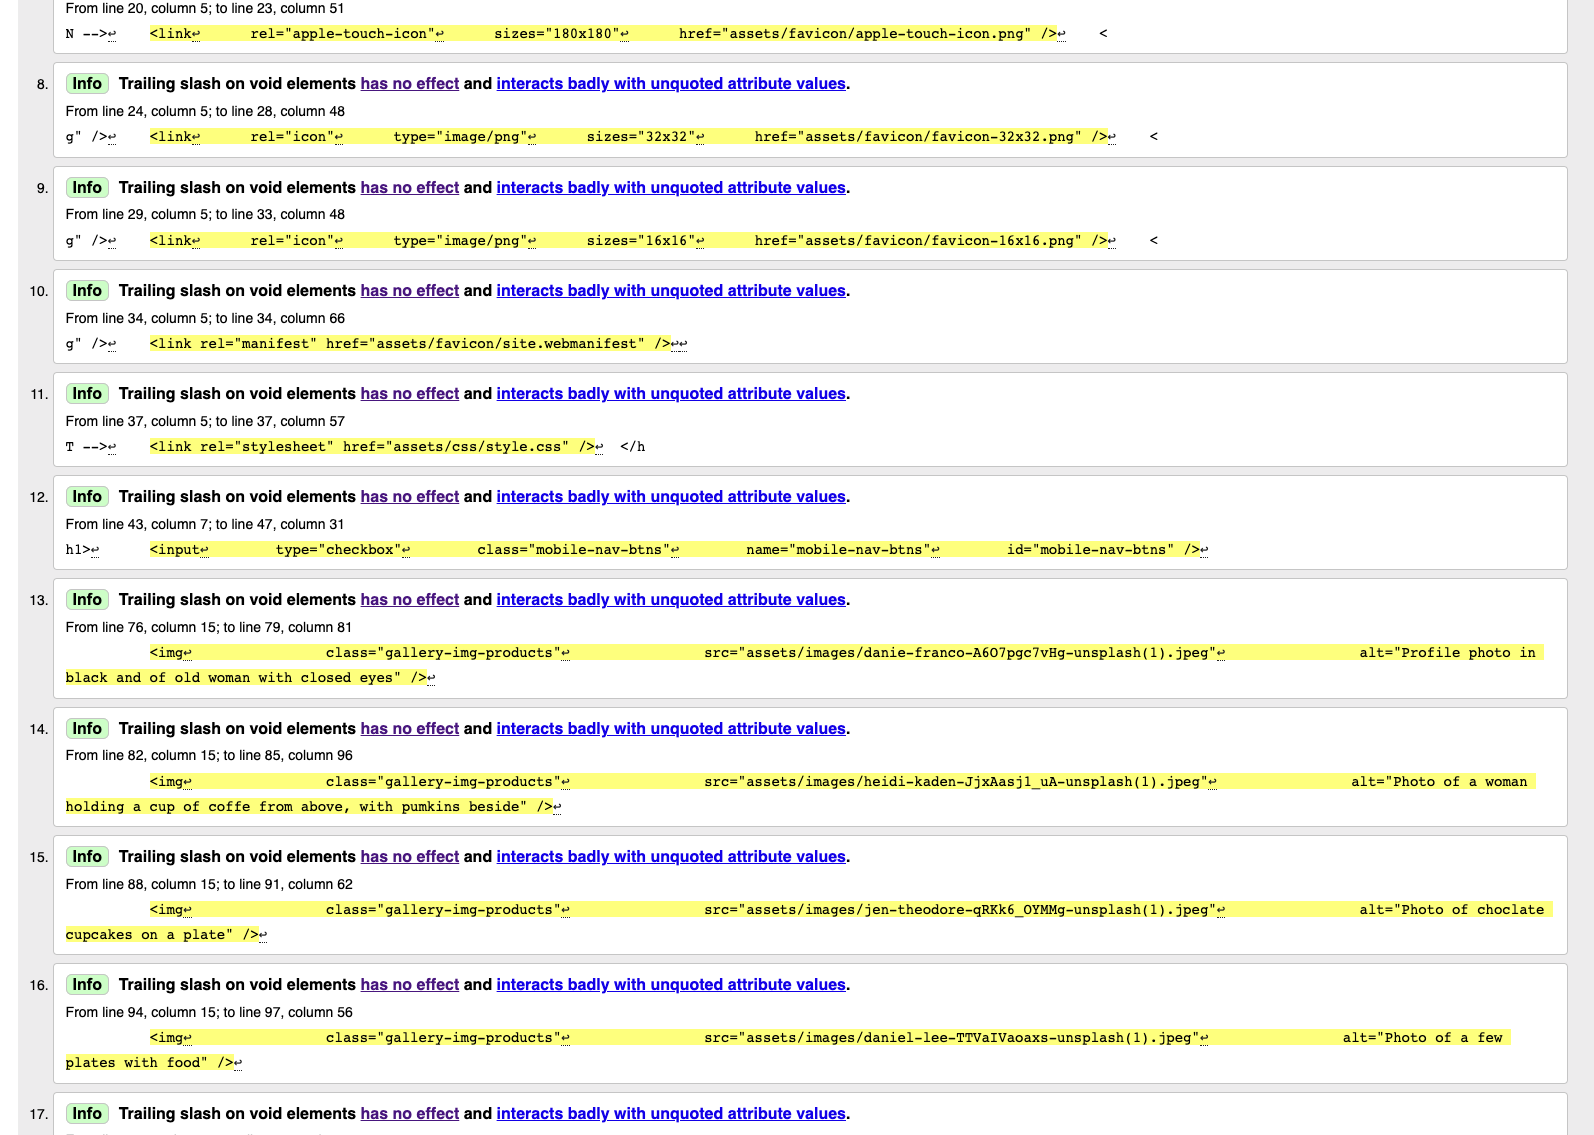 From line 20, column 5; to line 23, column 51
N -->↩    <link↩      rel="apple-touch-icon"↩      sizes="180x180"↩      href="assets/favicon/apple-touch-icon.png" />↩    <
8. Info Trailing slash on void elements has no effect and interacts badly with unquoted attribute values.
From line 24, column 5; to line 28, column 48
g" />↩    <link↩      rel="icon"↩      type="image/png"↩      sizes="32x32"↩      href="assets/favicon/favicon-32x32.png" />↩    <
9. Info Trailing slash on void elements has no effect and interacts badly with unquoted attribute values.
From line 29, column 5; to line 33, column 48
g" />↩    <link↩      rel="icon"↩      type="image/png"↩      sizes="16x16"↩      href="assets/favicon/favicon-16x16.png" />↩    <
10. Info Trailing slash on void elements has no effect and interacts badly with unquoted attribute values.
From line 34, column 5; to line 34, column 66
g" />↩    <link rel="manifest" href="assets/favicon/site.webmanifest" />↩↩
11. Info Trailing slash on void elements has no effect and interacts badly with unquoted attribute values.
From line 37, column 5; to line 37, column 57
T -->↩    <link rel="stylesheet" href="assets/css/style.css" />↩  </h
12. Info Trailing slash on void elements has no effect and interacts badly with unquoted attribute values.
From line 43, column 7; to line 47, column 31
h1>↩      <input↩        type="checkbox"↩        class="mobile-nav-btns"↩        name="mobile-nav-btns"↩        id="mobile-nav-btns" />↩
13. Info Trailing slash on void elements has no effect and interacts badly with unquoted attribute values.
From line 76, column 15; to line 79, column 81
<img↩                class="gallery-img-products"↩                src="assets/images/danie-franco-A6O7pgc7vHg-unsplash(1).jpeg"↩                alt="Profile photo in
black and of old woman with closed eyes" />↩
14. Info Trailing slash on void elements has no effect and interacts badly with unquoted attribute values.
From line 82, column 15; to line 85, column 96
<img↩                class="gallery-img-products"↩                src="assets/images/heidi-kaden-JjxAasj1_uA-unsplash(1).jpeg"↩                alt="Photo of a woman
holding a cup of coffe from above, with pumkins beside" />↩
15. Info Trailing slash on void elements has no effect and interacts badly with unquoted attribute values.
From line 88, column 15; to line 91, column 62
<img↩                class="gallery-img-products"↩                src="assets/images/jen-theodore-qRKk6_OYMMg-unsplash(1).jpeg"↩                alt="Photo of choclate
cupcakes on a plate" />↩
16. Info Trailing slash on void elements has no effect and interacts badly with unquoted attribute values.
From line 94, column 15; to line 97, column 56
<img↩                class="gallery-img-products"↩                src="assets/images/daniel-lee-TTVaIVaoaxs-unsplash(1).jpeg"↩                alt="Photo of a few
plates with food" />↩
17. Info Trailing slash on void elements has no effect and interacts badly with unquoted attribute values.